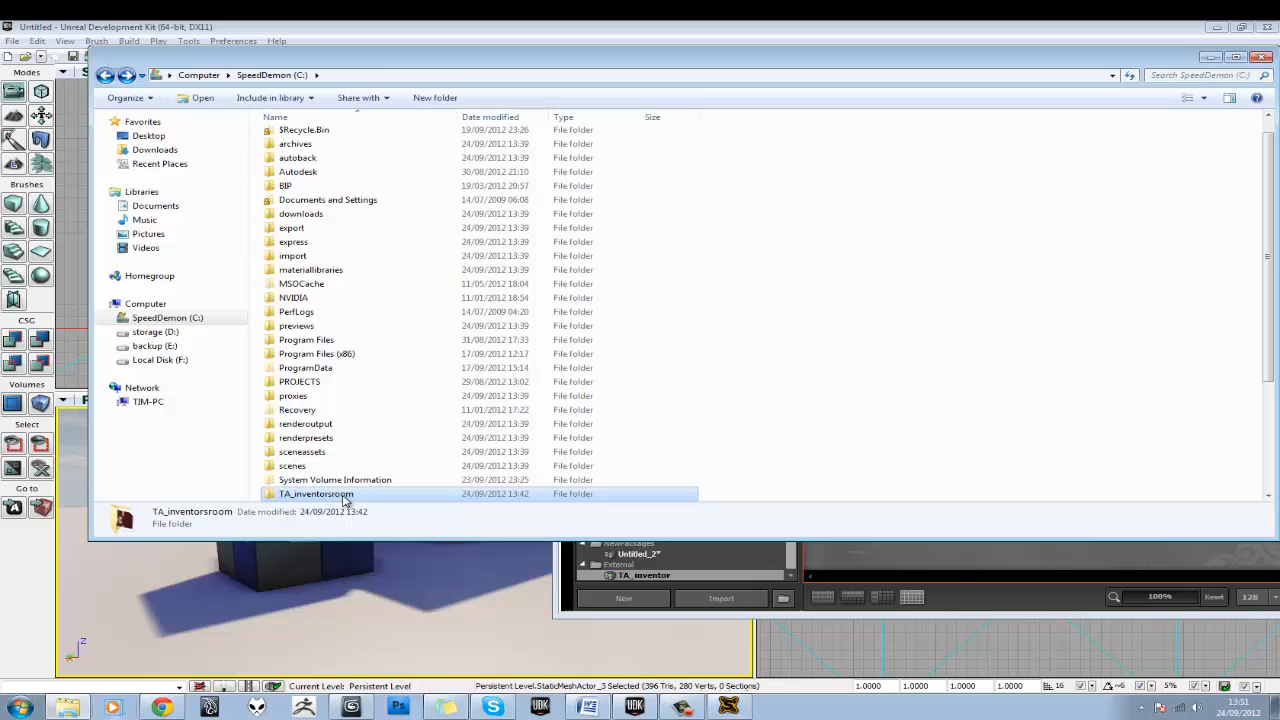 Untitled - Unreal Development Kit (64-bit, DX11)
File Edit View Brush Build Play Tools Preferences Help
Modes
Brushes
CSG
Volumes
Select
Go to
Computer SpeedDemon (C:)
Search SpeedDemon (C:)
Organize Open Include in library Share with New folder
Favorites
Desktop
Downloads
Recent Places
Libraries
Documents
Music
Pictures
Videos
Homegroup
Computer
SpeedDemon (C:)
storage (D:)
backup (E:)
Local Disk (F:)
Network
TIM-PC
Name Date modified Type Size
$Recycle.Bin 19/09/2012 23:26 File folder
archives 24/09/2012 13:39 File folder
autoback 24/09/2012 13:39 File folder
Autodesk 30/08/2012 21:10 File folder
BIP 19/03/2012 20:57 File folder
Documents and Settings 14/07/2009 06:08 File folder
downloads 24/09/2012 13:39 File folder
export 24/09/2012 13:39 File folder
express 24/09/2012 13:39 File folder
import 24/09/2012 13:39 File folder
materiallibraries 24/09/2012 13:39 File folder
MSOCache 11/05/2012 18:04 File folder
NVIDIA 11/01/2012 18:54 File folder
PerfLogs 14/07/2009 04:20 File folder
previews 24/09/2012 13:39 File folder
Program Files 31/08/2012 17:33 File folder
Program Files (x86) 17/09/2012 12:17 File folder
ProgramData 17/09/2012 15:14 File folder
PROJECTS 29/08/2012 13:02 File folder
proxies 24/09/2012 13:39 File folder
Recovery 11/01/2012 17:22 File folder
renderoutput 24/09/2012 13:39 File folder
renderpresets 24/09/2012 13:39 File folder
sceneassets 24/09/2012 13:39 File folder
scenes 24/09/2012 13:39 File folder
System Volume Information 23/09/2012 23:25 File folder
TA_inventorsroom 24/09/2012 13:42 File folder
TA_inventorsroom Date modified: 24/09/2012 13:42
File folder
NewPackages
Untitled_2*
External
TA_inventor
New Import
100% Reset 128
Z
Current Level: Persistent Level
Persistent Level.StaticMeshActor_3 Selected (396 Tris, 280 Verts, 0 Sections)
1.0000 1.0000 1.0000 1.0000 16 ~6 5%
13:51
24/09/2012